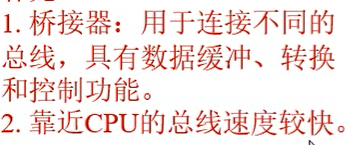 1. 桥接器：用于连接不同的
总线，具有数据缓冲、转换
和控制功能。
2. 靠近CPU的总线速度较快。